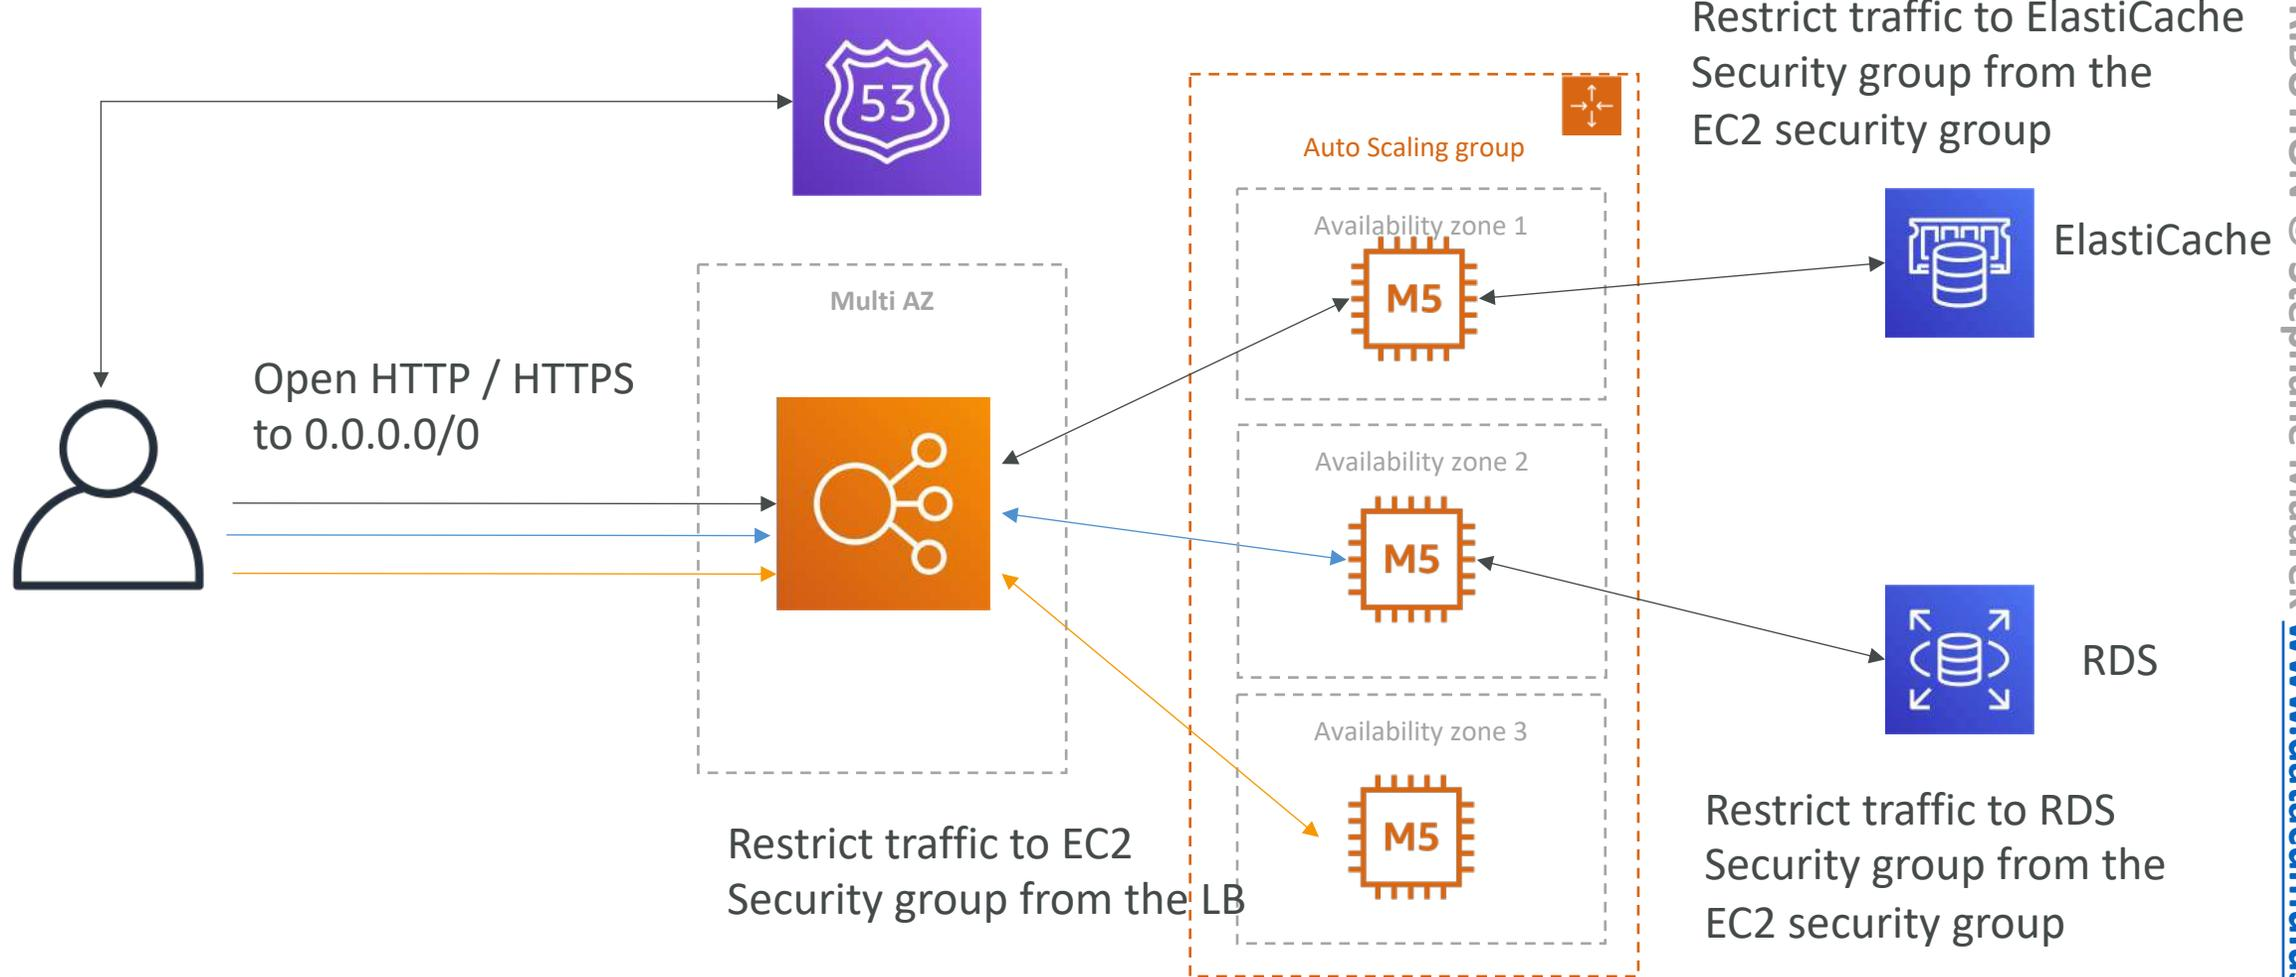 53
Restrict traffic to ElastiCache
Security group from the
EC2 security group
Auto Scaling group
Availability zone 1
M5
ElastiCache
Multi AZ
Open HTTP / HTTPS
to 0.0.0.0/0
Availability zone 2
M5
RDS
Availability zone 3
M5
Restrict traffic to EC2
Security group from the LB
Restrict traffic to RDS
Security group from the
EC2 security group